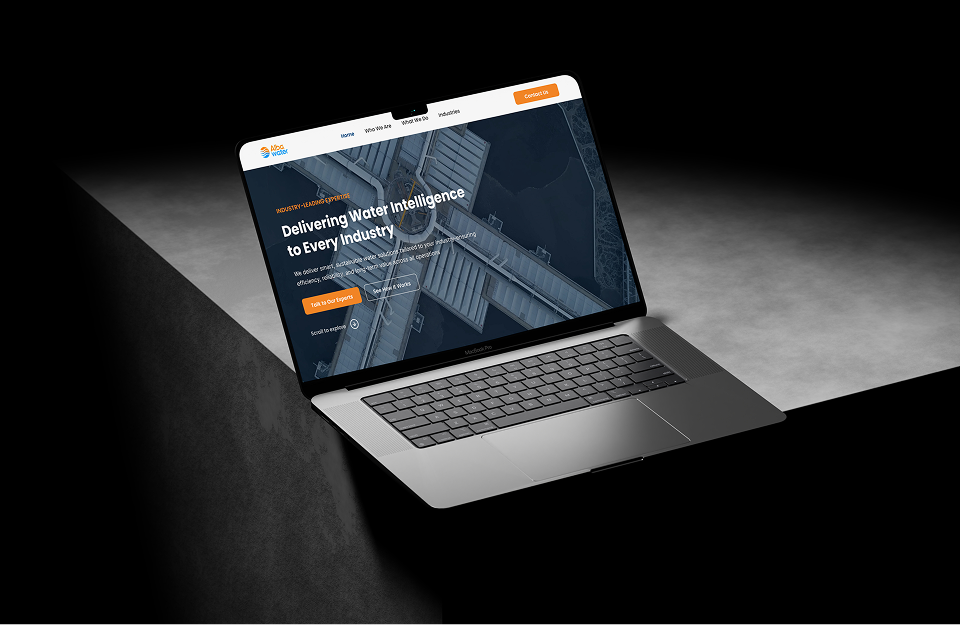 Alba
water
Home
Who We Are
What We Do
Industries
Contact Us
INDUSTRY-LEADING EXPERTISE
Delivering Water Intelligence
to Every Industry
We deliver smart, sustainable water solutions tailored to your industry-ensuring
efficiency, reliability, and long-term value across all operations.
Talk to Our Experts
See How It Works
Scroll to explore
MacBook Pro